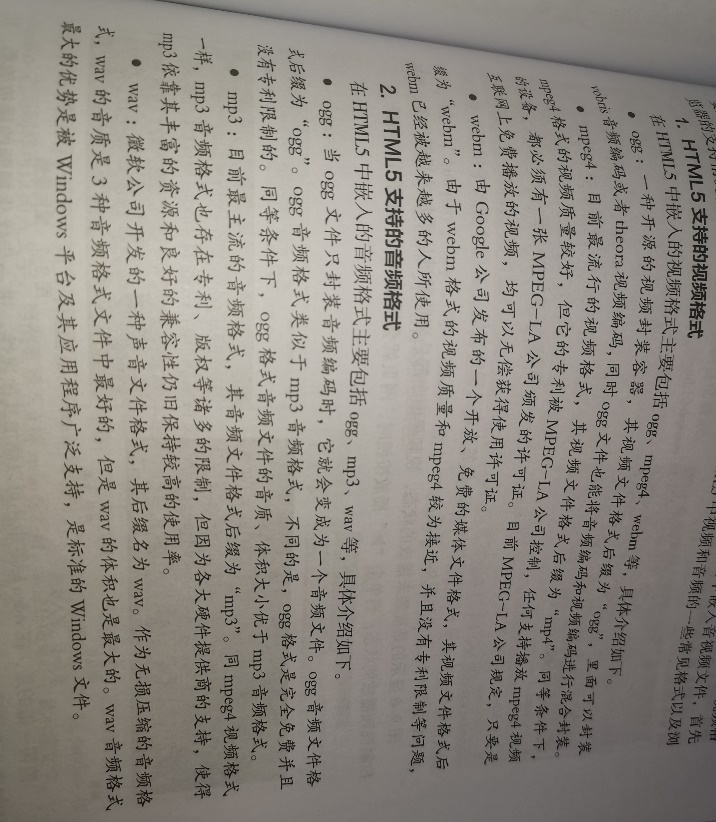 嵌入音视频文件，首先
中视频和音频的一些常见格式以及浏
览器的支持情
1. HTML5 支持的视频格式
在 HTML5 中嵌入的视频格式主要包括 ogg、mpeg4、webm 等，具体介绍如下。
● ogg：一种开源的视频封装容器，其视频文件格式后缀为“ogg”，里面可以封装
vobris 音频编码或者 theora 视频编码，同时 ogg 文件也能将音频编码和视频编码进行混合封装。
● mpeg4：目前最流行的视频格式，其视频文件格式后缀为“mp4”。同等条件下，
mpeg4 格式的视频质量较好，但它的专利被 MPEG-LA 公司控制，任何支持播放 mpeg4 视频
的设备，都必须有一张 MPEG-LA 公司颁发的许可证。目前 MPEG-LA 公司规定，只要是
互联网上免费播放的视频，均可以无偿获得使用许可证。
● webm：由 Google 公司发布的一个开放、免费的媒体文件格式，其视频文件格式后
缀为“webm”。由于 webm 格式的视频质量和 mpeg4 较为接近，并且没有专利限制等问题，
webm 已经被越来越多的人所使用。
2. HTML5 支持的音频格式
在 HTML5 中嵌入的音频格式主要包括 ogg、mp3、wav 等，具体介绍如下。
● ogg：当 ogg 文件只封装音频编码时，它就会变成为一个音频文件。ogg 音频文件格
式后缀为“ogg”。ogg 音频格式类似于 mp3 音频格式，不同的是，ogg 格式是完全免费并且
没有专利限制的。同等条件下，ogg 格式音频文件的音质、体积大小优于 mp3 音频格式。
● mp3：目前最主流的音频格式，其音频文件格式后缀为“mp3”。同 mpeg4 视频格式
一样，mp3 音频格式也存在专利、版权等诸多的限制，但因为各大硬件提供商的支持，使得
mp3 依靠其丰富的资源和良好的兼容性仍旧保持较高的使用率。
● wav：微软公司开发的一种声音文件格式，其后缀名为 wav。作为无损压缩的音频格
式，wav 的音质是 3 种音频格式文件中最好的，但是 wav 的体积也是最大的。wav 音频格式
最大的优势是被 Windows 平台及其应用程序广泛支持，是标准的 Windows 文件。